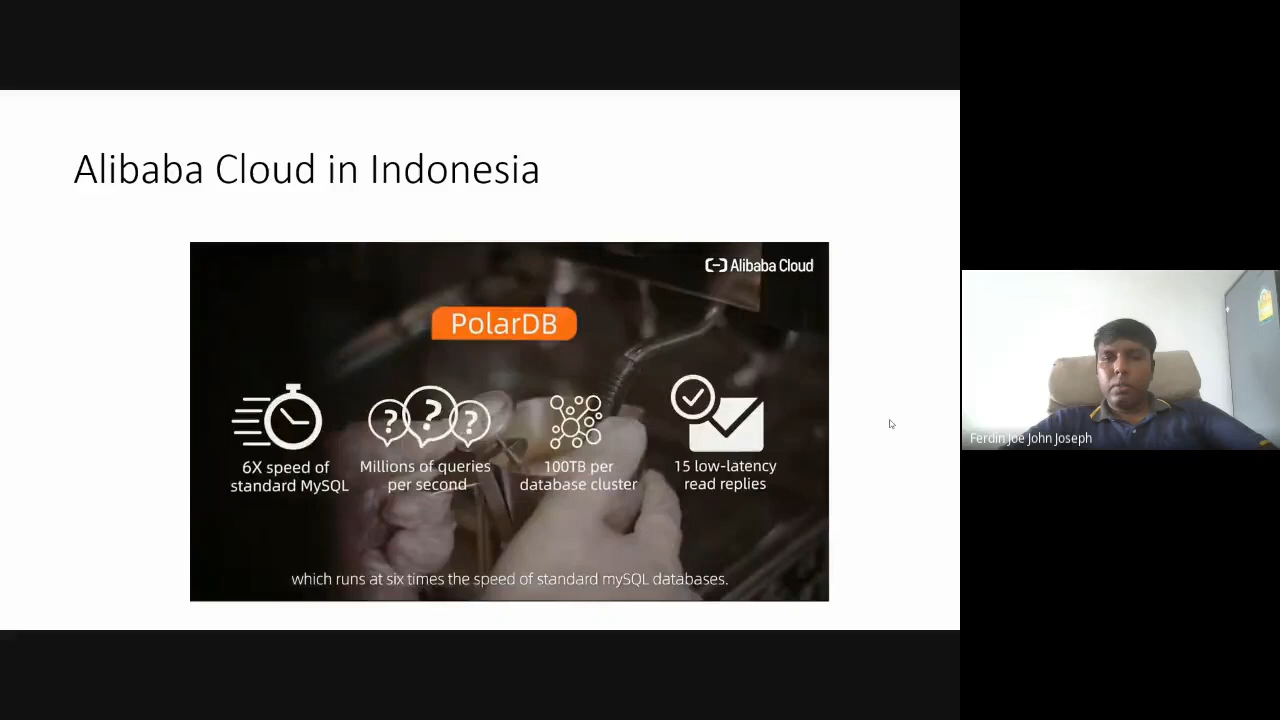 Alibaba Cloud in Indonesia
Alibaba Cloud
PolarDB
6X speed of
standard MySQL
Millions of queries
per second
100TB per
database cluster
15 low-latency
read replies
which runs at six times the speed of standard mySQL databases.
Ferdin Joe John Joseph